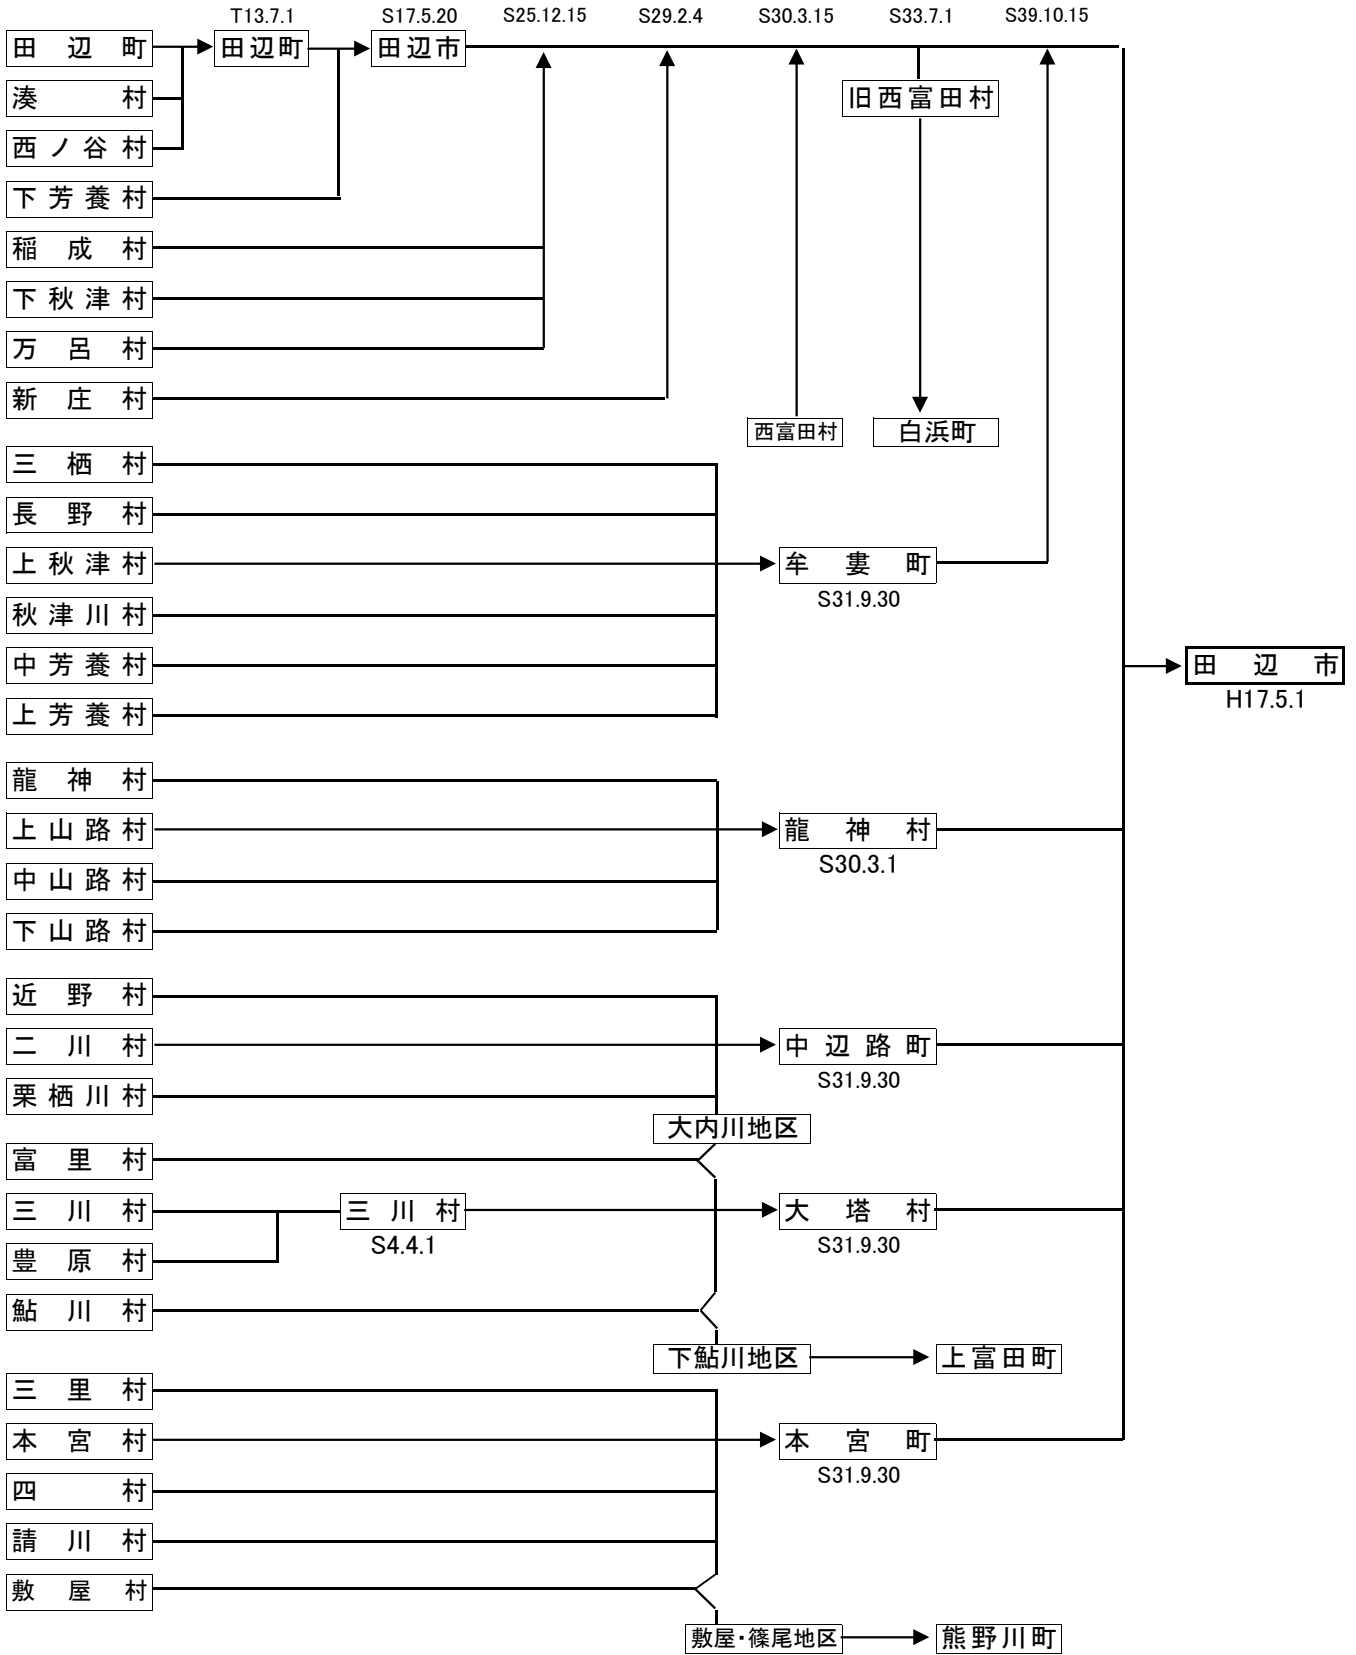 T13.7.1 S17.5.20 S25.12.15 S29.2.4 S30.3.15 S33.7.1 S39.10.15
田辺町 田辺町 田辺市
湊村 旧西富田村
西ノ谷村
下芳養村
稲成村
下秋津村
万呂村
新庄村
西富田村 白浜町
三栖村
長野村
上秋津村 牟婁町
秋津川村 S31.9.30
中芳養村 田辺市
上芳養村 H17.5.1
龍神村
上山路村 龍神村
S30.3.1
中山路村
下山路村
近野村
二川村 中辺路町
S31.9.30
栗栖川村
大内川地区
富里村
三川村 三川村 大塔村
S4.4.1 S31.9.30
豊原村
鮎川村
下鮎川地区 上富田町
三里村
本宮村 本宮町
S31.9.30
四村
請川村
敷屋村
敷屋・篠尾地区 熊野川町